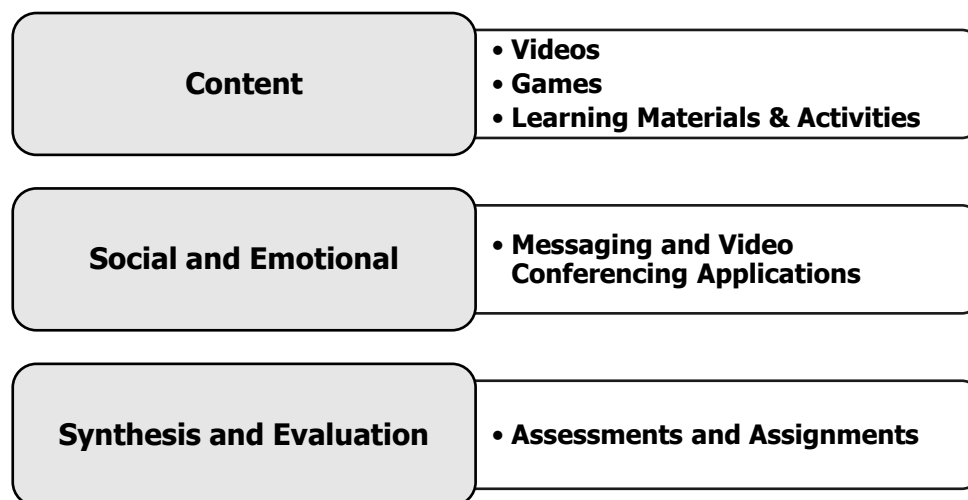 Content
• Videos
• Games
• Learning Materials & Activities
Social and Emotional
• Messaging and Video
Conferencing Applications
Synthesis and Evaluation
• Assessments and Assignments